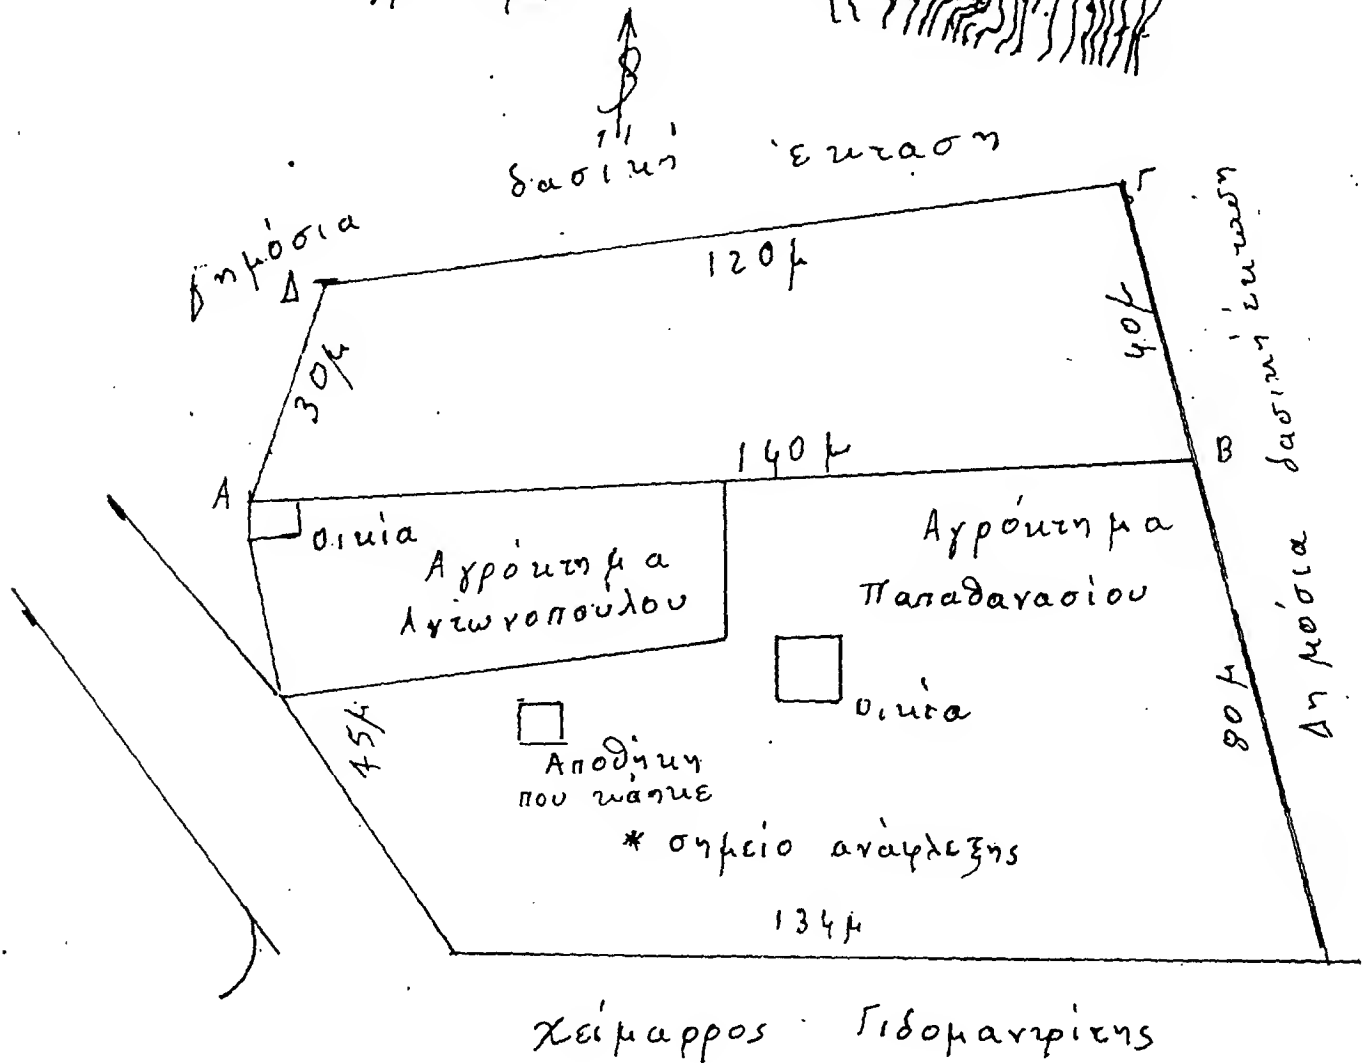 β
δασική έκταση
Δημόσια
Δ
Γ
120μ
30μ
40μ
Δημόσια δασική έκταση
140μ
Α
Β
οικία
Αγρόκτημα
Αντωνοπούλου
Αγρόκτημα
Παπαθανασίου
οικία
45μ
80μ
Αποθήκη
που κάηκε
* σημείο ανάφλεξης
134μ
χείμαρρος Γιδομαντρίτης